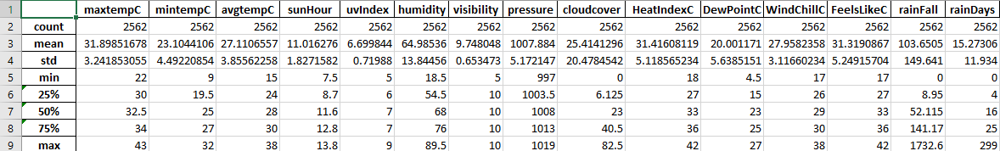 1 maxtempC mintempC avgtempC sunHour uvIndex humidity visibility pressure cloudcover HeatIndexC DewPointC WindChillC FeelsLikeC rainFall rainDays
2 count 2562 2562 2562 2562 2562 2562 2562 2562 2562 2562 2562 2562 2562 2562 2562
3 mean 31.89851678 23.1044106 27.1106557 11.016276 6.699844 64.98536 9.748048 1007.884 25.4141296 31.41608119 20.001171 27.9582358 31.3190867 103.6505 15.27306
4 std 3.241853055 4.49220854 3.85562258 1.8271582 0.71988 13.84456 0.653473 5.172147 20.4784542 5.118565234 5.6385151 3.11660234 5.24915704 149.641 11.934
5 min 22 9 15 7.5 5 18.5 5 997 0 18 4.5 17 17 0 0
6 25% 30 19.5 24 8.7 6 54.5 10 1003.5 6.125 27 15 26 27 8.95 4
7 50% 32.5 25 28 11.6 7 68 10 1008 23 33 23 29 33 52.115 16
8 75% 34 27 30 12.8 7 76 10 1013 40.5 36 25 30 36 141.17 25
9 max 43 32 38 13.8 9 89.5 10 1019 82.5 42 27 38 42 1732.6 299